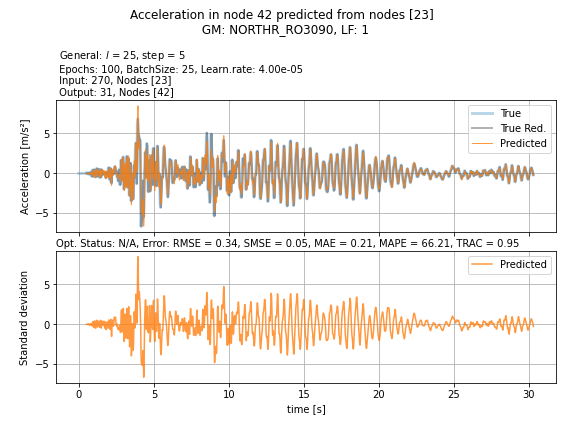 Acceleration in node 42 predicted from nodes [23]
GM: NORTHR_RO3090, LF: 1
General: l = 25, step = 5
Epochs: 100, BatchSize: 25, Learn.rate: 4.00e-05
Input: 270, Nodes [23]
Output: 31, Nodes [42]
True
True Red.
Predicted
5
0
−5
Acceleration [m/s²]
Opt. Status: N/A, Error: RMSE = 0.34, SMSE = 0.05, MAE = 0.21, MAPE = 66.21, TRAC = 0.95
Predicted
5
0
−5
Standard deviation
0 5 10 15 20 25 30
time [s]